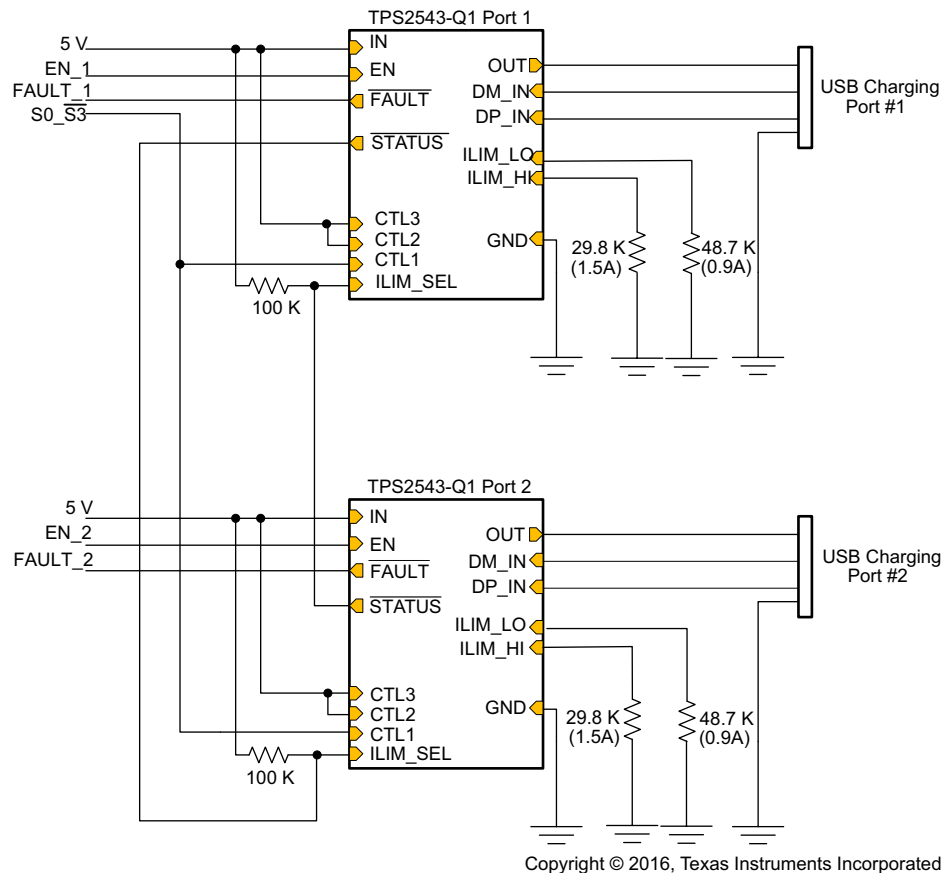 TPS2543-Q1 Port 1
5 V
EN_1
FAULT_1
S0_S3
IN
EN
FAULT
STATUS
CTL3
CTL2
CTL1
ILIM_SEL
100 K
OUT
DM_IN
DP_IN
ILIM_LO
ILIM_HI
GND
29.8 K
(1.5A)
48.7 K
(0.9A)
USB Charging
Port #1
TPS2543-Q1 Port 2
5 V
EN_2
FAULT_2
IN
EN
FAULT
STATUS
CTL3
CTL2
CTL1
ILIM_SEL
100 K
OUT
DM_IN
DP_IN
ILIM_LO
ILIM_HI
GND
29.8 K
(1.5A)
48.7 K
(0.9A)
USB Charging
Port #2
Copyright © 2016, Texas Instruments Incorporated